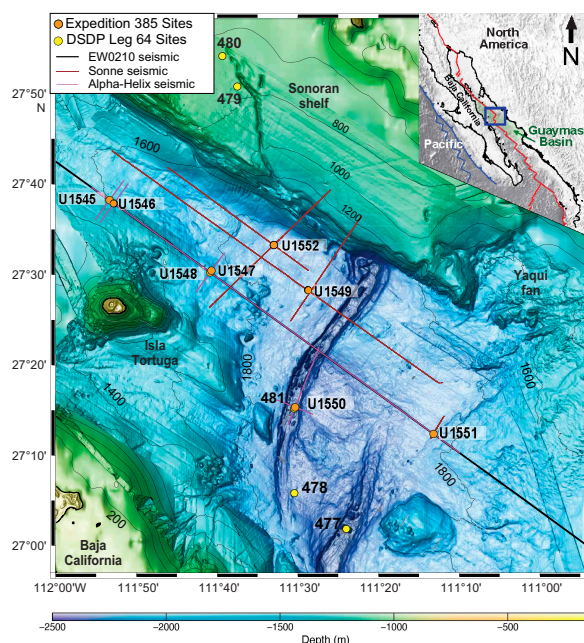 Expedition 385 Sites
DSDP Leg 64 Sites
EW0210 seismic
Sonne seismic
Alpha-Helix seismic
480
479
Sonoran
shelf
North
America
N
Baja California
Guaymas
Basin
Pacific
27°50'
N
27°40'
27°30'
27°20'
27°10'
27°00'
1600
800
1000
1200
U1545
U1546
U1552
U1548
U1547
U1549
Yaqui
fan
Isla
Tortuga
1800
1400
1600
481
U1550
U1551
1800
478
477
200
Baja
California
112°00'W
111°50'
111°40'
111°30'
111°20'
111°10'
111°00'
−2500
−2000
−1500
−1000
−500
Depth (m)